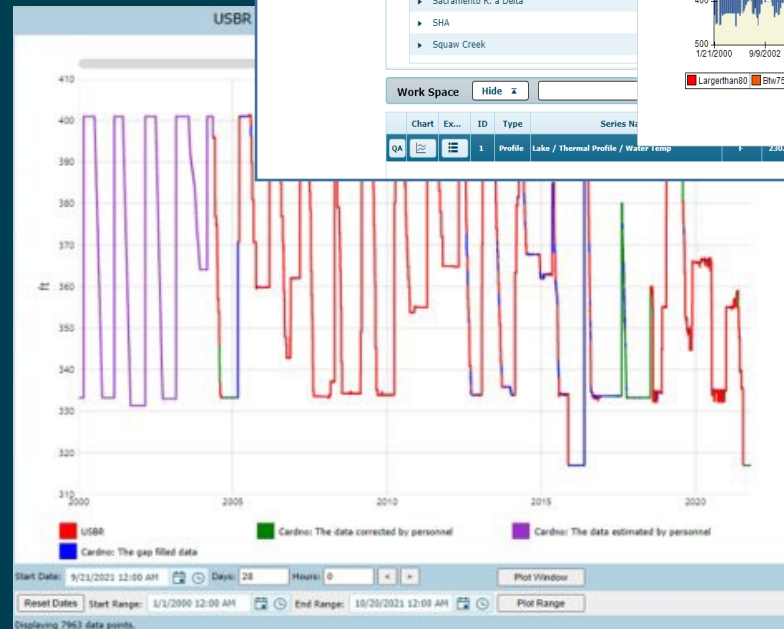 USBR
Sacramento R. a Delta
SHA
Squaw Creek
400
500
1/21/2000 9/9/2002
Largerthan80 Btw75
Work Space Hide
Chart Ex... ID Type Series Na
QA 1 Profile Lake / Thermal Profile / Water Temp F 230
410
400
390
380
370
360
350
340
330
320
310
ft
2000 2005 2010 2015 2020
USBR Cardno: The data corrected by personnel Cardno: The data estimated by personnel
Cardno: The gap filled data
Start Date: 9/21/2021 12:00 AM Days: 28 Hours: 0 < > Plot Window
Reset Dates Start Range: 1/1/2000 12:00 AM End Range: 10/20/2021 12:00 AM Plot Range
Displaying 7963 data points.